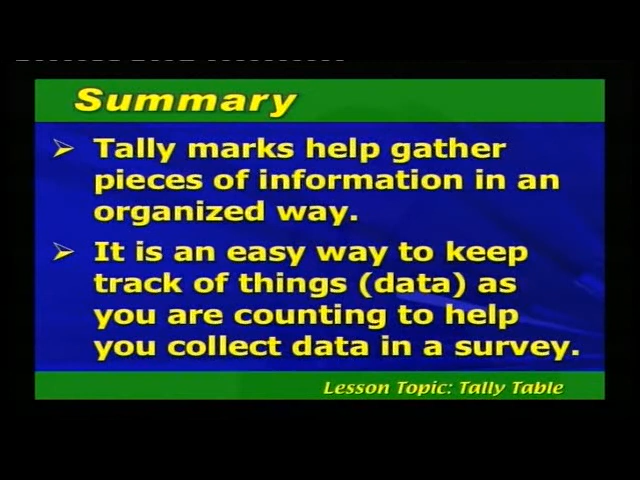 Summary
➢ Tally marks help gather
pieces of information in an
organized way.
➢ It is an easy way to keep
track of things (data) as
you are counting to help
you collect data in a survey.
Lesson Topic: Tally Table